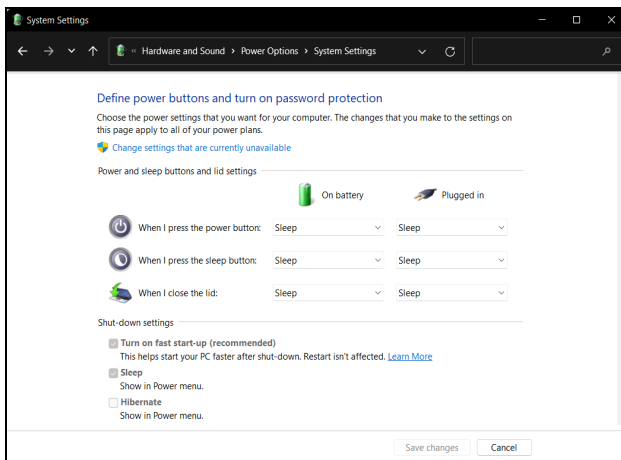 System Settings
« Hardware and Sound › Power Options › System Settings
Define power buttons and turn on password protection
Choose the power settings that you want for your computer. The changes that you make to the settings on
this page apply to all of your power plans.
Change settings that are currently unavailable
Power and sleep buttons and lid settings
On battery Plugged in
When I press the power button: Sleep Sleep
When I press the sleep button: Sleep Sleep
When I close the lid: Sleep Sleep
Shut-down settings
Turn on fast start-up (recommended)
This helps start your PC faster after shut-down. Restart isn't affected. Learn More
Sleep
Show in Power menu.
Hibernate
Show in Power menu.
Save changes Cancel